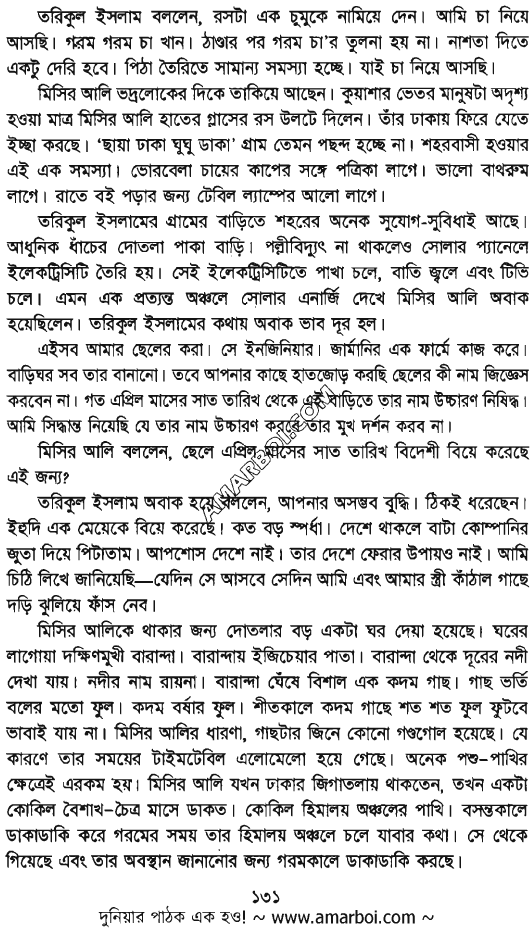 তরিকুল ইসলাম বললেন, রসটা এক চুমুকে নামিয়ে দেন। আমি চা নিয়ে
আসছি। গরম গরম চা খান। ঠাণ্ডার পর গরম চা’র তুলনা হয় না। নাশতা দিতে
একটু দেরি হবে। পিঠা তৈরিতে সামান্য সমস্যা হচ্ছে। যাই চা নিয়ে আসছি।
মিসির আলি ভদ্রলোকের দিকে তাকিয়ে আছেন। কুয়াশার ভেতর মানুষটা অদৃশ্য
হওয়া মাত্র মিসির আলি হাতের গ্লাসের রস উলটে দিলেন। তাঁর ঢাকায় ফিরে যেতে
ইচ্ছা করছে। ‘ছায়া ঢাকা ঘুঘু ডাকা’ গ্রাম তেমন পছন্দ হচ্ছে না। শহরবাসী হওয়ার
এই এক সমস্যা। ভোরবেলা চায়ের কাপের সঙ্গে পত্রিকা লাগে। ভালো বাথরুম
লাগে। রাতে বই পড়ার জন্য টেবিল ল্যাম্পের আলো লাগে।
তরিকুল ইসলামের গ্রামের বাড়িতে শহরের অনেক সুযোগ-সুবিধাই আছে।
আধুনিক ধাঁচের দোতলা পাকা বাড়ি। পল্লীবিদ্যুৎ না থাকলেও সোলার প্যানেলে
ইলেকট্রিসিটি তৈরি হয়। সেই ইলেকট্রিসিটিতে পাখা চলে, বাতি জ্বলে এবং টিভি
চলে। এমন এক প্রত্যন্ত অঞ্চলে সোলার এনার্জি দেখে মিসির আলি অবাক
হয়েছিলেন। তরিকুল ইসলামের কথায় অবাক ভাব দূর হল।
এইসব আমার ছেলের করা। সে ইনজিনিয়ার। জার্মানির এক ফার্মে কাজ করে।
বাড়িঘর সব তার বানানো। তবে আপনার কাছে হাতজোড় করছি ছেলের কী নাম জিজ্ঞেস
করবেন না। গত এপ্রিল মাসের সাত তারিখ থেকে এই বাড়িতে তার নাম উচ্চারণ নিষিদ্ধ।
আমি সিদ্ধান্ত নিয়েছি যে তার নাম উচ্চারণ করবে তার মুখ দর্শন করব না।
মিসির আলি বললেন, ছেলে এপ্রিল মাসের সাত তারিখ বিদেশী বিয়ে করেছে
এই জন্য?
তরিকুল ইসলাম অবাক হয়ে বললেন, আপনার অসম্ভব বুদ্ধি। ঠিকই ধরেছেন।
ইহুদি এক মেয়েকে বিয়ে করেছে। কত বড় স্পর্ধা। দেশে থাকলে বাটা কোম্পানির
জুতা দিয়ে পিটাতাম। আপশোস দেশে নাই। তার দেশে ফেরার উপায়ও নাই। আমি
চিঠি লিখে জানিয়েছি—যেদিন সে আসবে সেদিন আমি এবং আমার স্ত্রী কাঁঠাল গাছে
দড়ি ঝুলিয়ে ফাঁস নেব।
মিসির আলিকে থাকার জন্য দোতলার বড় একটা ঘর দেয়া হয়েছে। ঘরের
লাগোয়া দক্ষিণমুখী বারান্দা। বারান্দায় ইজিচেয়ার পাতা। বারান্দা থেকে দূরের নদী
দেখা যায়। নদীর নাম রায়না। বারান্দা ঘেঁষে বিশাল এক কদম গাছ। গাছ ভর্তি
বলের মতো ফুল। কদম বর্ষার ফুল। শীতকালে কদম গাছে শত শত ফুল ফুটবে
ভাবাই যায় না। মিসির আলির ধারণা, গাছটার জিনে কোনো গণ্ডগোল হয়েছে। যে
কারণে তার সময়ের টাইমটেবিল এলোমেলো হয়ে গেছে। অনেক পশু-পাখির
ক্ষেত্রেই এরকম হয়। মিসির আলি যখন ঢাকার জিগাতলায় থাকতেন, তখন একটা
কোকিল বৈশাখ-চৈত্র মাসে ডাকত। কোকিল হিমালয় অঞ্চলের পাখি। বসন্তকালে
ডাকাডাকি করে গরমের সময় তার হিমালয় অঞ্চলে চলে যাবার কথা। সে থেকে
গিয়েছে এবং তার অবস্থান জানানোর জন্য গরমকালে ডাকাডাকি করছে।
AMARBOI.COM
১৩১
দুনিয়ার পাঠক এক হও! ~ www.amarboi.com ~